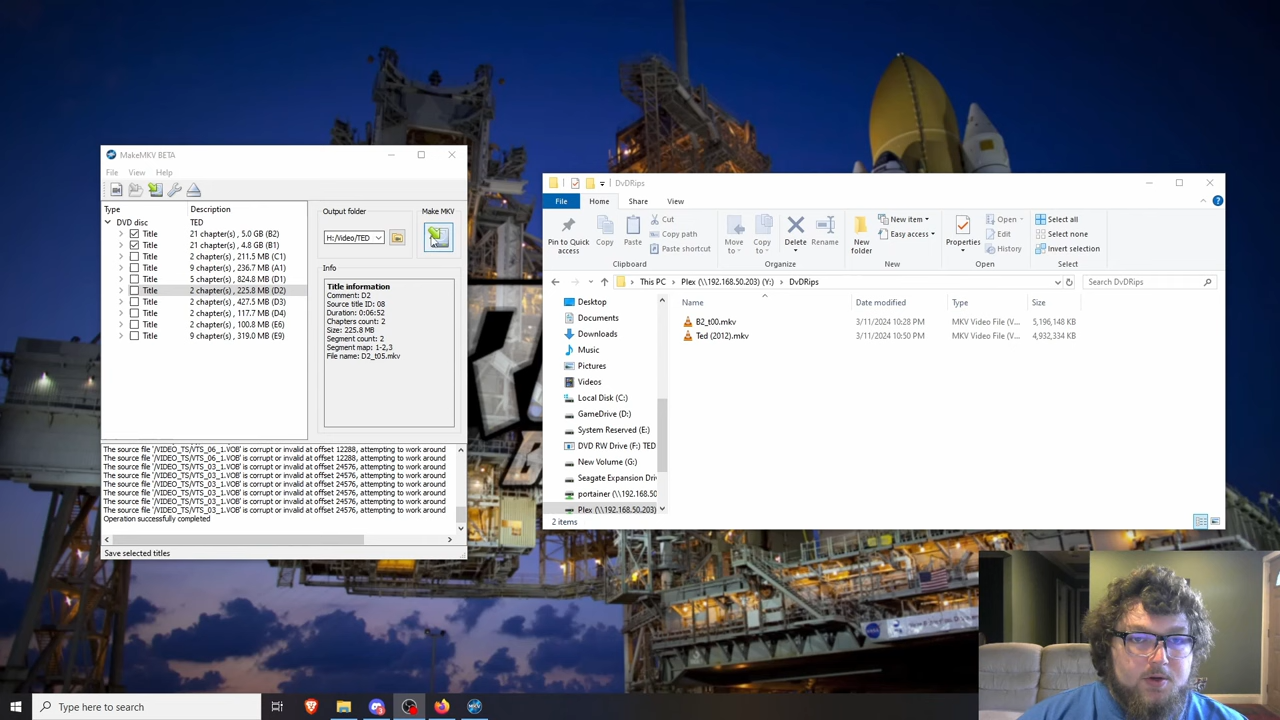 MakeMKV BETA
File View Help
Type Description
DVD disc TED
Title 21 chapter(s) , 5.0 GB (B2)
Title 21 chapter(s) , 4.8 GB (B1)
Title 2 chapter(s) , 211.5 MB (C1)
Title 9 chapter(s) , 236.7 MB (A1)
Title 5 chapter(s) , 824.8 MB (D1)
Title 2 chapter(s) , 225.8 MB (D2)
Title 2 chapter(s) , 427.5 MB (D3)
Title 2 chapter(s) , 117.7 MB (D4)
Title 2 chapter(s) , 100.8 MB (E6)
Title 9 chapter(s) , 319.0 MB (E9)
Output folder
Make MKV
H:/Video/TED
Info
Title information
Comment: D2
Source title ID: 08
Duration: 0:06:52
Chapters count: 2
Size: 225.8 MB
Segment count: 2
Segment map: 1-2,3
File name: D2_t05.mkv
The source file '/VIDEO_TS/VTS_06_1.VOB' is corrupt or invalid at offset 12288, attempting to work around
The source file '/VIDEO_TS/VTS_06_1.VOB' is corrupt or invalid at offset 12288, attempting to work around
The source file '/VIDEO_TS/VTS_03_1.VOB' is corrupt or invalid at offset 24576, attempting to work around
The source file '/VIDEO_TS/VTS_03_1.VOB' is corrupt or invalid at offset 24576, attempting to work around
The source file '/VIDEO_TS/VTS_03_1.VOB' is corrupt or invalid at offset 24576, attempting to work around
The source file '/VIDEO_TS/VTS_03_1.VOB' is corrupt or invalid at offset 24576, attempting to work around
The source file '/VIDEO_TS/VTS_03_1.VOB' is corrupt or invalid at offset 24576, attempting to work around
The source file '/VIDEO_TS/VTS_03_1.VOB' is corrupt or invalid at offset 24576, attempting to work around
Operation successfully completed
Save selected titles
DvDRips
File Home Share View
Pin to Quick access
Copy
Paste
Cut
Copy path
Paste shortcut
Clipboard
Move to
Copy to
Delete
Rename
Organize
New folder
New item
Easy access
New
Properties
Open
Edit
History
Open
Select all
Select none
Invert selection
Select
This PC > Plex (\\192.168.50.203) (Y:) > DvDRips
Search DvDRips
Desktop
Documents
Downloads
Music
Pictures
Videos
Local Disk (C:)
GameDrive (D:)
System Reserved (E:)
DVD RW Drive (F:) TED
New Volume (G:)
Seagate Expansion Dri
portainer (\\192.168.50
Plex (\\192.168.50.203)
Name Date modified Type Size
B2_t00.mkv 3/11/2024 10:28 PM MKV Video File (V... 5,196,148 KB
Ted (2012).mkv 3/11/2024 10:50 PM MKV Video File (V... 4,932,334 KB
2 items
NASA
Type here to search